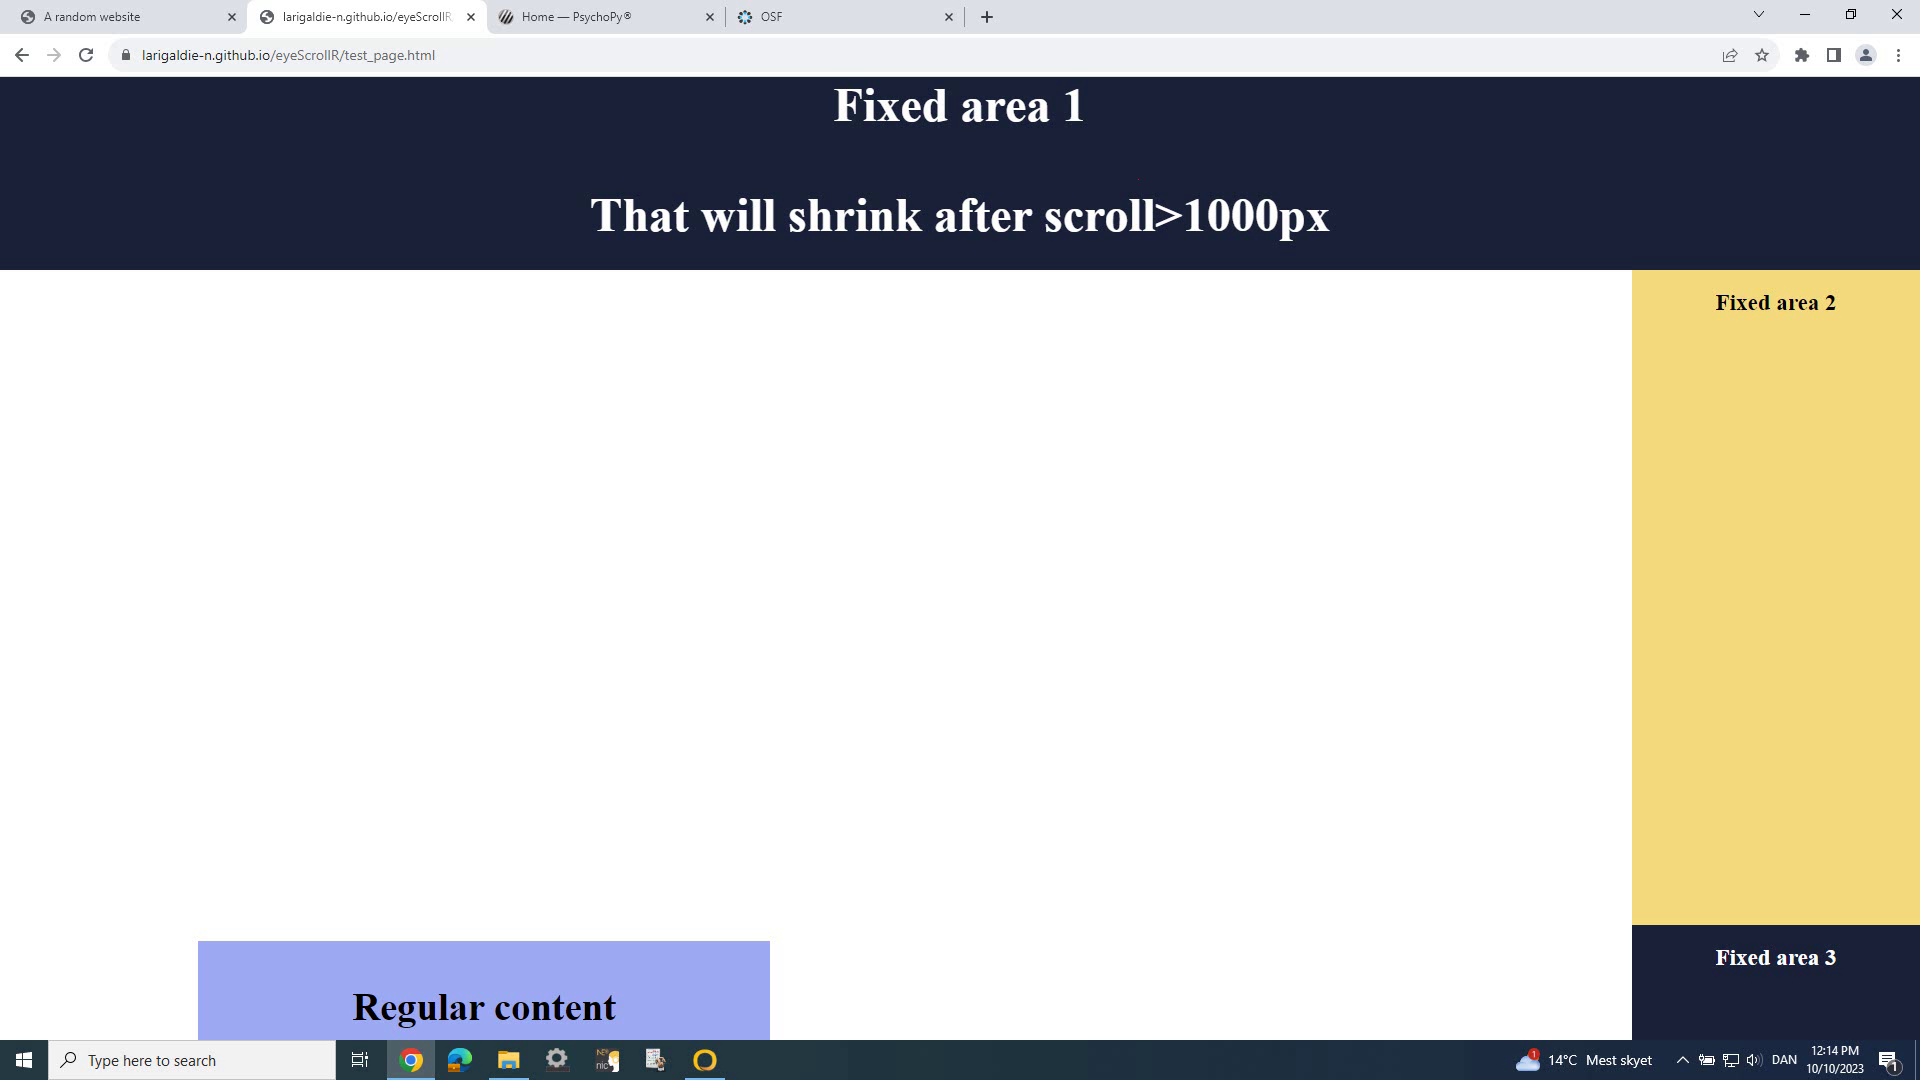 A random website
larigaldie-n.github.io/eyeScrollR
Home — PsychoPy®
OSF
larigaldie-n.github.io/eyeScrollR/test_page.html
Fixed area 1
That will shrink after scroll>1000px
Fixed area 2
Fixed area 3
Regular content
Type here to search
1
14°C Mest skyet
DAN
12:14 PM
10/10/2023
1